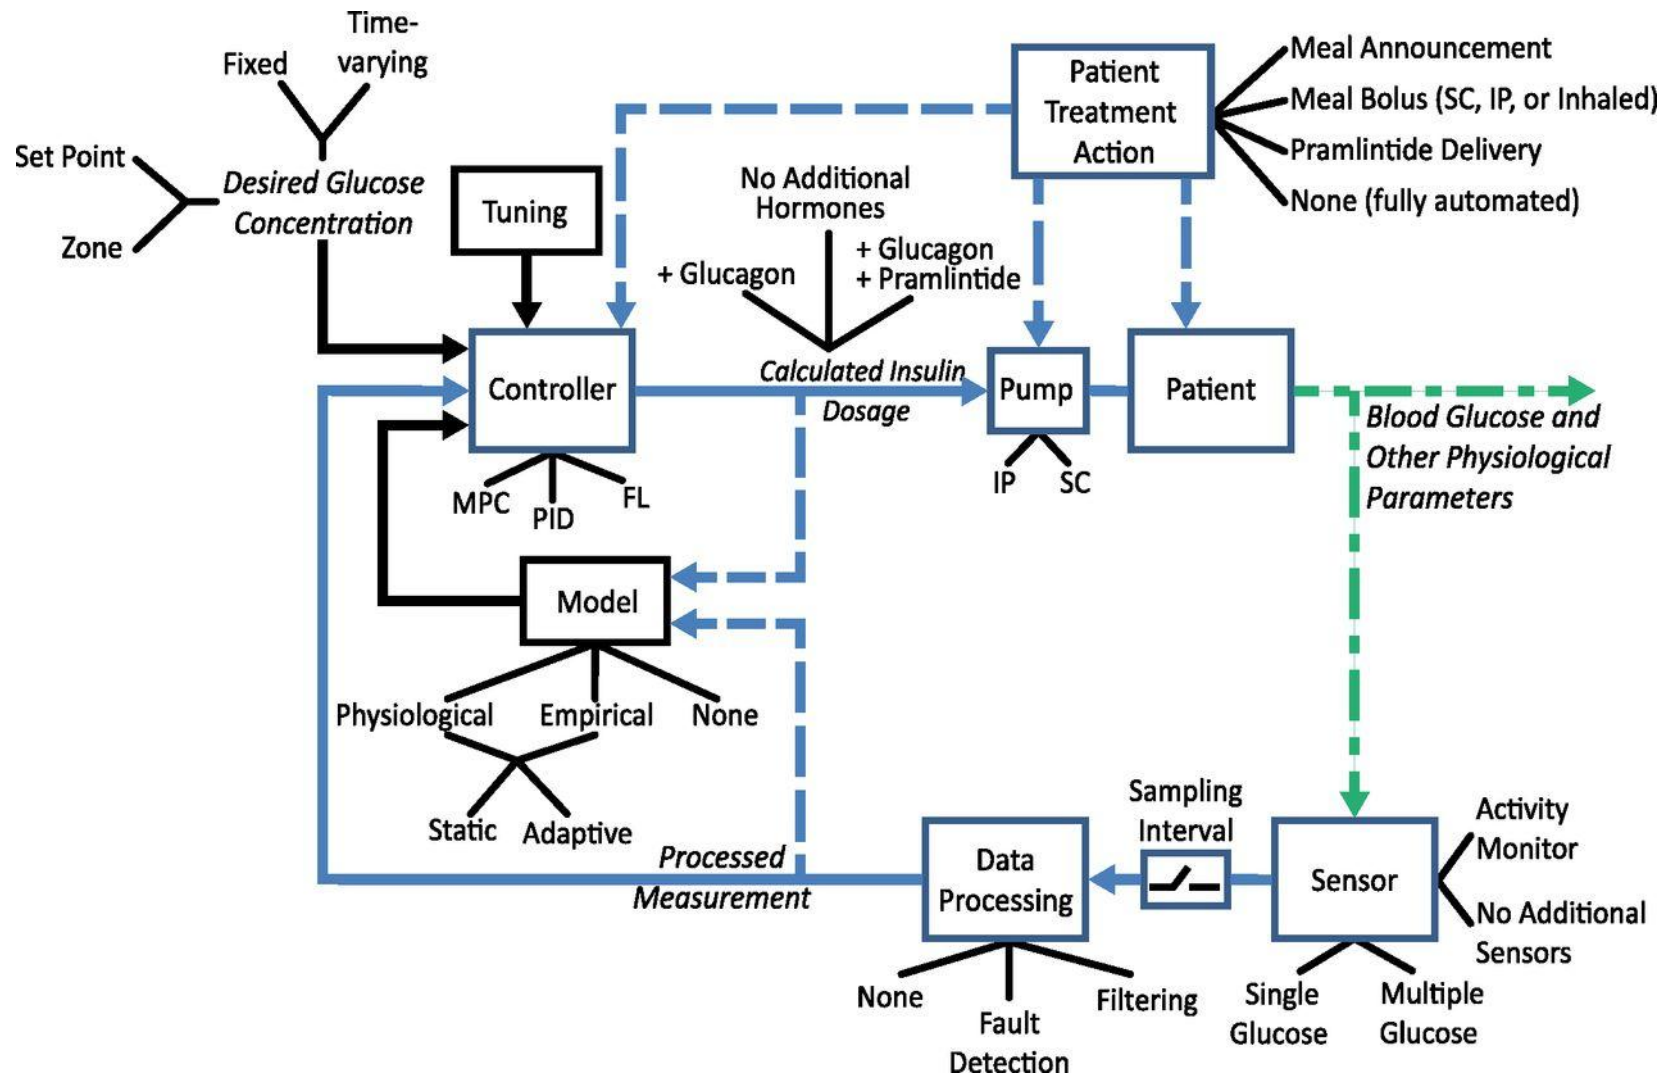 Time-
varying
Fixed
Set Point
Desired Glucose
Concentration
Zone
Tuning
Patient
Treatment
Action
Meal Announcement
Meal Bolus (SC, IP, or Inhaled)
Pramlintide Delivery
None (fully automated)
No Additional
Hormones
+ Glucagon
+ Glucagon
+ Pramlintide
Controller
Calculated Insulin
Dosage
Pump
Patient
IP
SC
Blood Glucose and
Other Physiological
Parameters
MPC
PID
FL
Model
Physiological
Empirical
None
Static
Adaptive
Processed
Measurement
Data
Processing
None
Fault
Detection
Filtering
Sampling
Interval
Sensor
Activity
Monitor
No Additional
Sensors
Single
Glucose
Multiple
Glucose